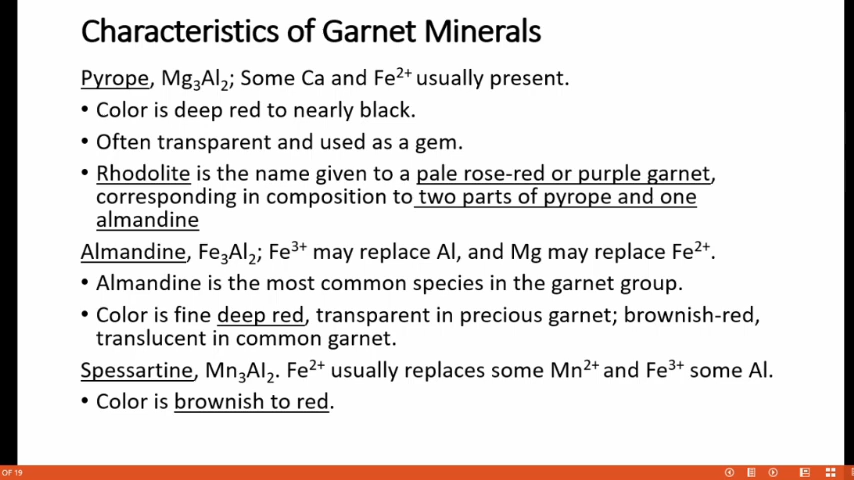 Characteristics of Garnet Minerals
Pyrope, Mg₃Al₂; Some Ca and Fe²⁺ usually present.
• Color is deep red to nearly black.
• Often transparent and used as a gem.
• Rhodolite is the name given to a pale rose-red or purple garnet,
corresponding in composition to two parts of pyrope and one
almandine
Almandine, Fe₃Al₂; Fe³⁺ may replace Al, and Mg may replace Fe²⁺.
• Almandine is the most common species in the garnet group.
• Color is fine deep red, transparent in precious garnet; brownish-red,
translucent in common garnet.
Spessartine, Mn₃AI₂. Fe²⁺ usually replaces some Mn²⁺ and Fe³⁺ some Al.
• Color is brownish to red.
OF 19